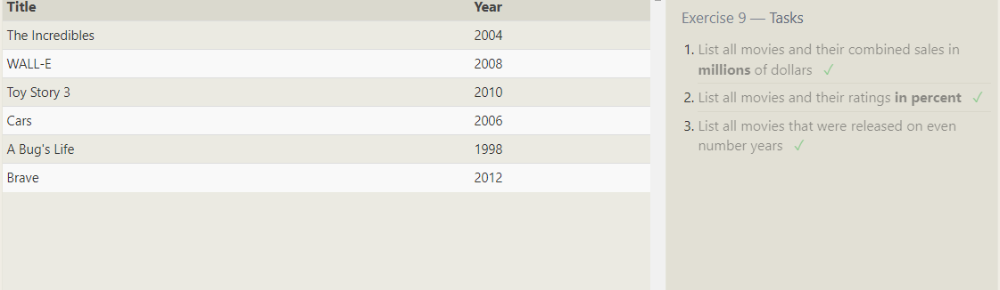 Title Year
The Incredibles 2004
WALL-E 2008
Toy Story 3 2010
Cars 2006
A Bug's Life 1998
Brave 2012
Exercise 9 — Tasks
1. List all movies and their combined sales in
millions of dollars ✓
2. List all movies and their ratings in percent ✓
3. List all movies that were released on even
number years ✓